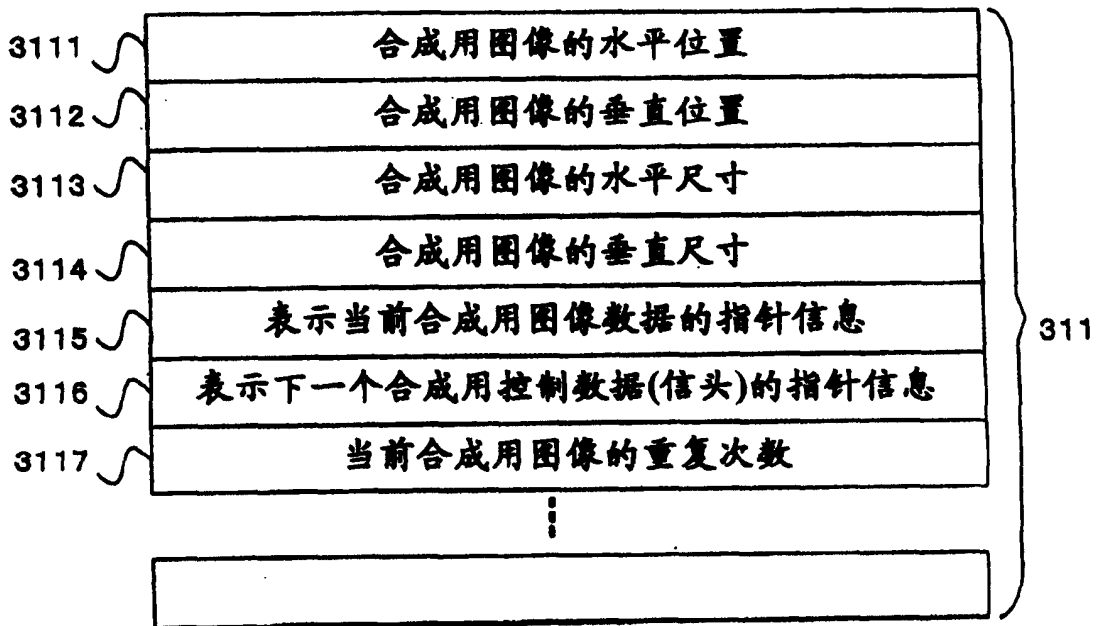 3111 合成用图像的水平位置
3112 合成用图像的垂直位置
3113 合成用图像的水平尺寸
3114 合成用图像的垂直尺寸
3115 表示当前合成用图像数据的指针信息
311
3116 表示下一个合成用控制数据(信头)的指针信息
3117 当前合成用图像的重复次数